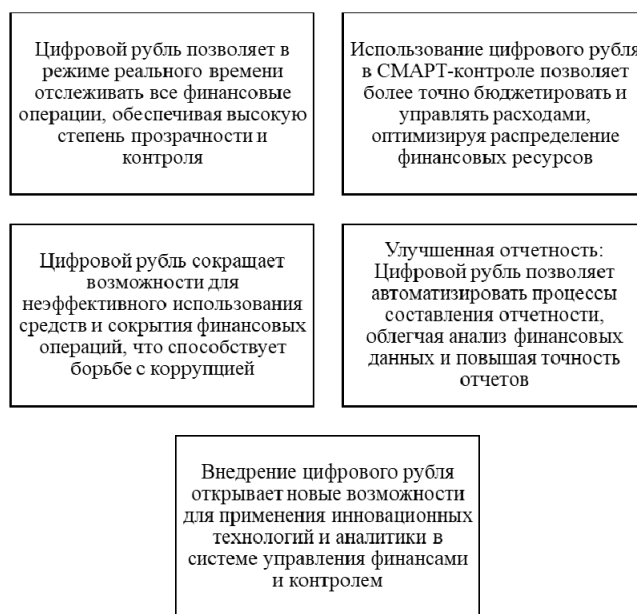 Цифровой рубль позволяет в
режиме реального времени
отслеживать все финансовые
операции, обеспечивая высокую
степень прозрачности и
контроля
Использование цифрового рубля
в СМАРТ-контроле позволяет
более точно бюджетировать и
управлять расходами,
оптимизируя распределение
финансовых ресурсов
Цифровой рубль сокращает
возможности для
неэффективного использования
средств и сокрытия финансовых
операций, что способствует
борьбе с коррупцией
Улучшенная отчетность:
Цифровой рубль позволяет
автоматизировать процессы
составления отчетности,
облегчая анализ финансовых
данных и повышая точность
отчетов
Внедрение цифрового рубля
открывает новые возможности
для применения инновационных
технологий и аналитики в
системе управления финансами
и контролем